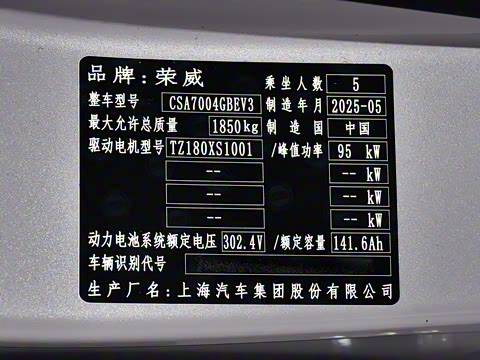 品牌: 荣威 乘坐人数 5
整车型号 CSA7004GBEV3 制造年月 2025-05
最大允许总质量 1850kg 制造国 中国
驱动电机型号 TZ180XS1001 /峰值功率 95 kW
-- -- kW
-- -- kW
-- -- kW
动力电池系统额定电压 302.4V /额定容量 141.6Ah
车辆识别代号
生产厂名: 上海汽车集团股份有限公司